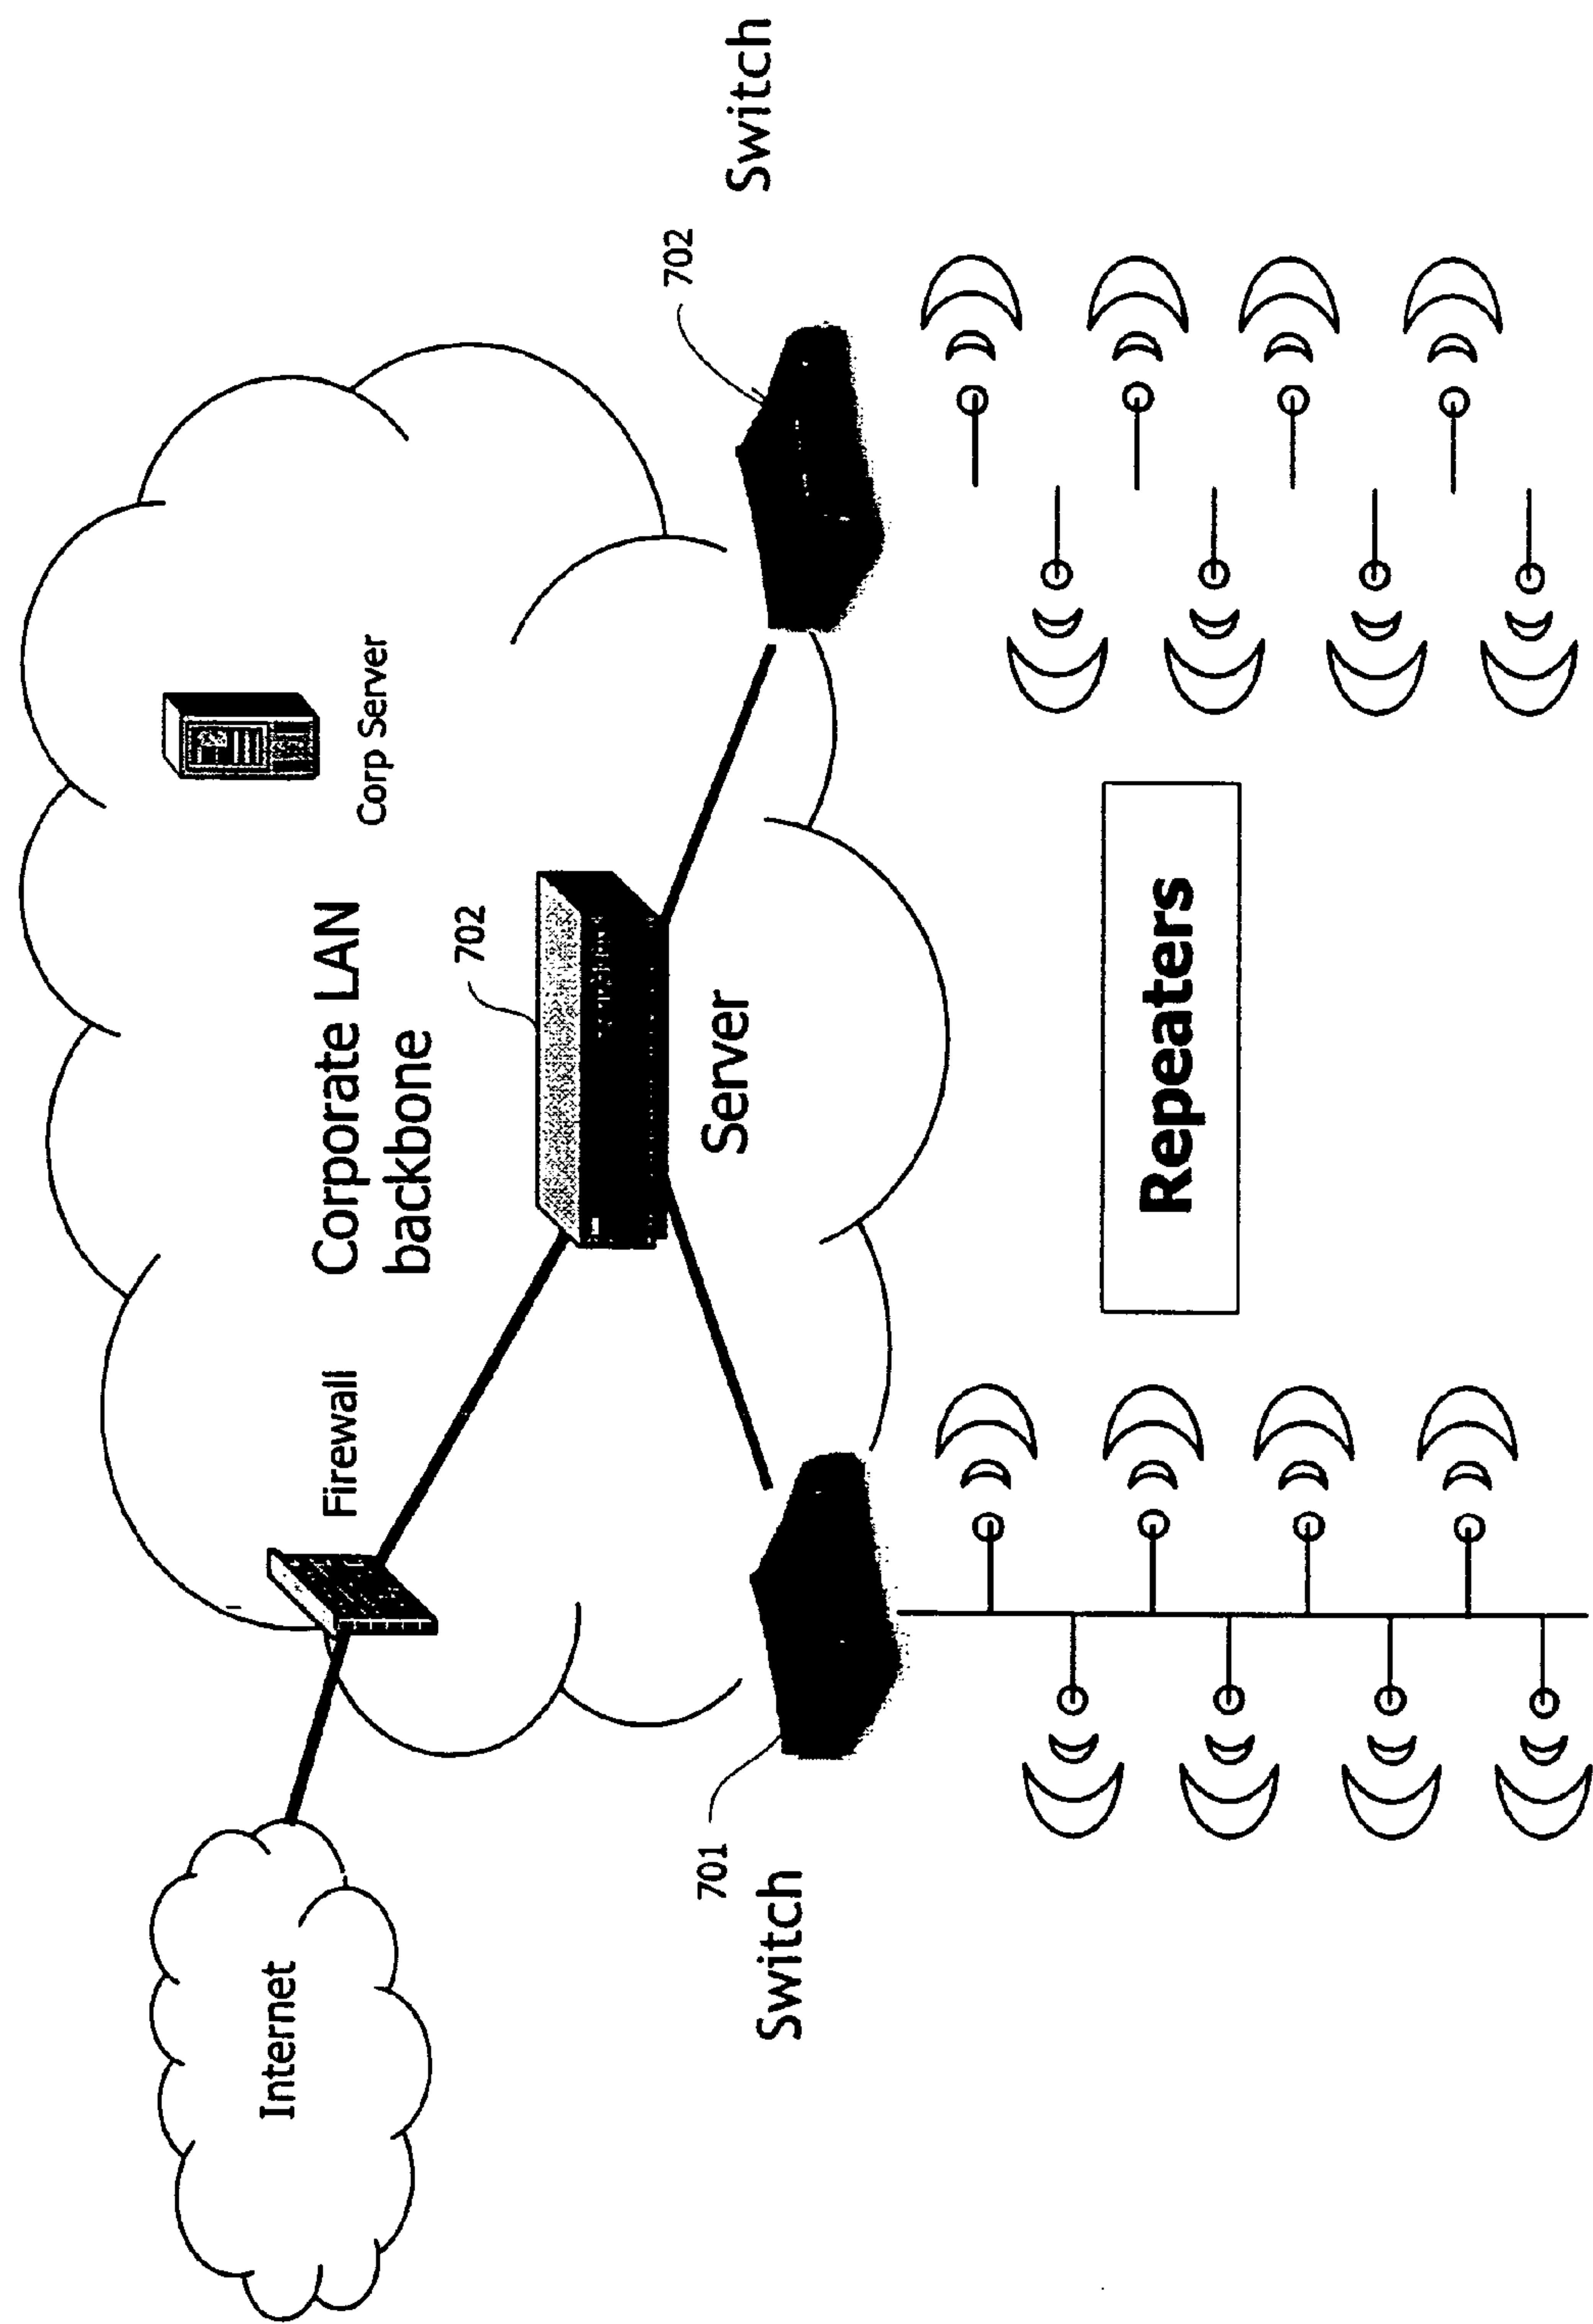 Internet
Firewall
Corporate LAN
backbone
Corp Server
702
Server
701
Switch
702
Switch
Repeaters